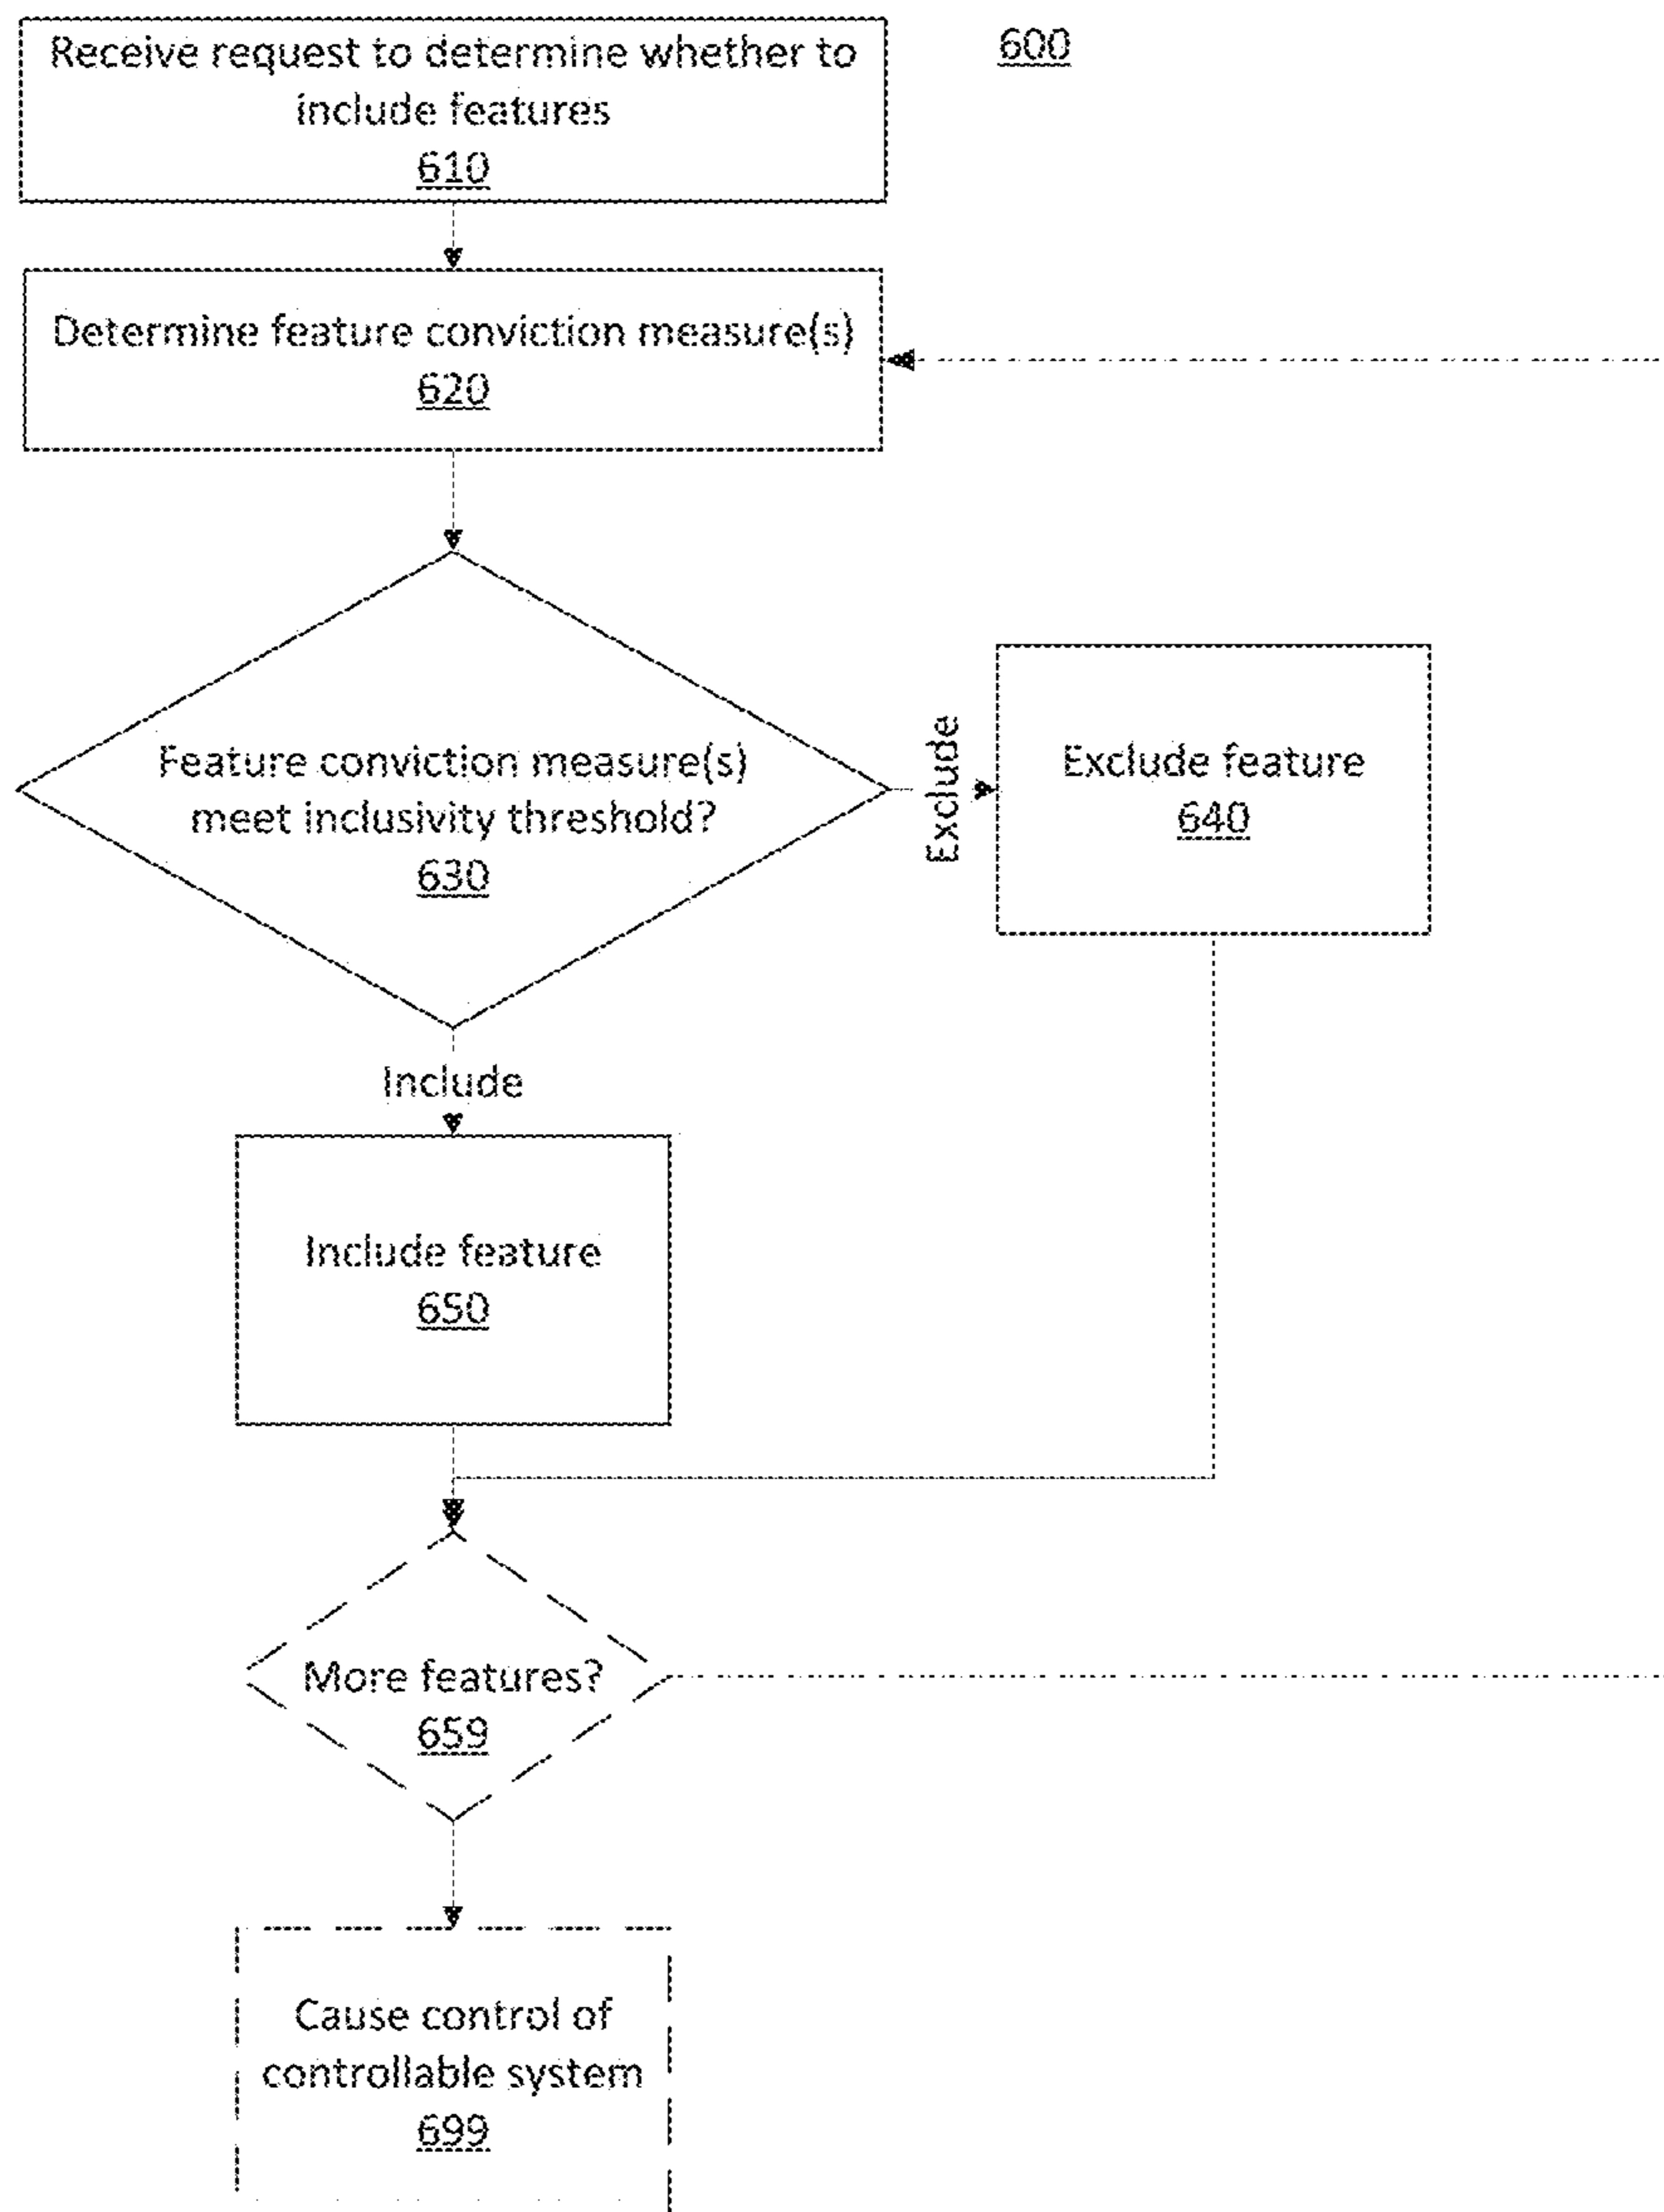 Receive request to determine whether to
include features
610
600
Determine feature conviction measure(s)
620
Feature conviction measure(s)
meet inclusivity threshold?
630
Exclude
Exclude feature
640
Include
Include feature
650
More features?
659
Cause control of
controllable system
699